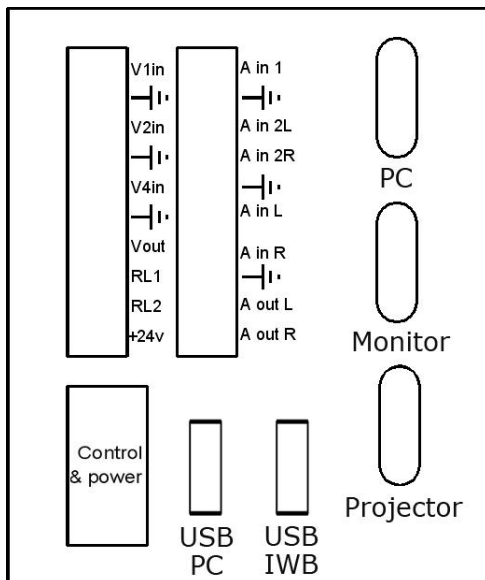 V1in
V2in
V4in
Vout
RL1
RL2
+24v
A in 1
A in 2L
A in 2R
A in L
A in R
A out L
A out R
PC
Monitor
Projector
Control
& power
USB
PC
USB
IWB